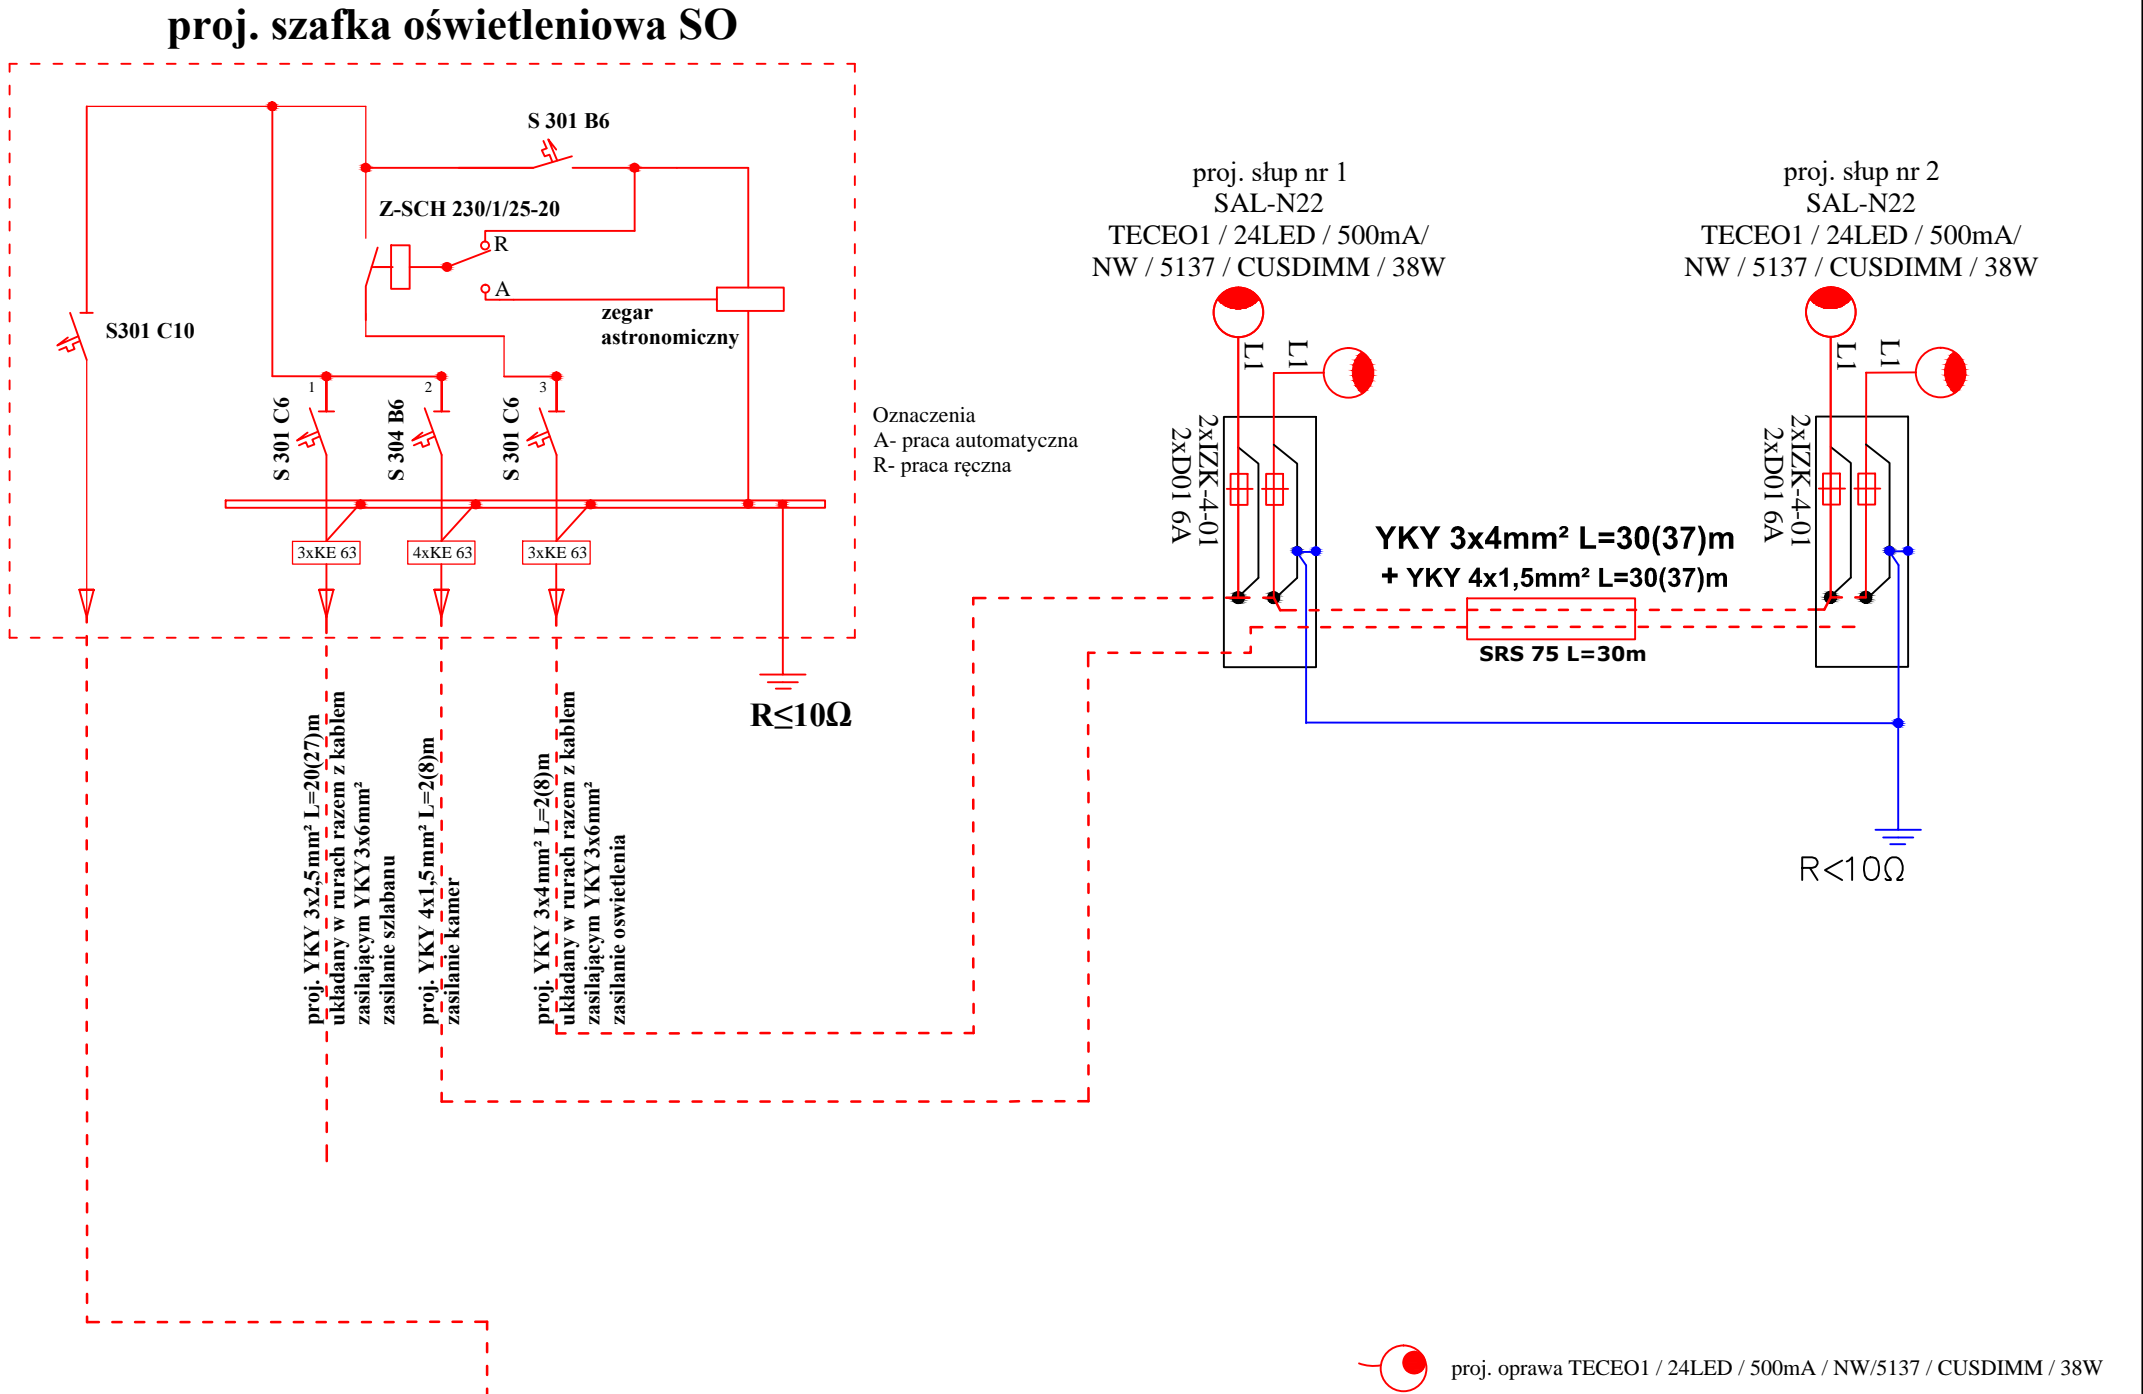 proj. szafka oświetleniowa SO
S 301 B6
Z-SCH 230/1/25-20
R
A
zegar
astronomiczny
S301 C10
1
2
3
S 301 C6
S 304 B6
S 301 C6
3xKE 63
4xKE 63
3xKE 63
R≤10Ω
Oznaczenia
A- praca automatyczna
R- praca ręczna
proj. YKY 3x2,5mm² L=20(27)m
układany w rurach razem z kablem
zasilającym YKY3x6mm²
zasilanie szlabanu
proj. YKY 4x1,5mm² L=2(8)m
zasilanie kamer
proj. YKY 3x4mm² L=2(8)m
układany w rurach razem z kablem
zasilającym YKY3x6mm²
zasilanie oswietlenia
proj. słup nr 1
SAL-N22
TECEO1 / 24LED / 500mA/
NW / 5137 / CUSDIMM / 38W
L1
L1
2xIZK-4-01
2xD01 6A
YKY 3x4mm² L=30(37)m
+ YKY 4x1,5mm² L=30(37)m
SRS 75 L=30m
proj. słup nr 2
SAL-N22
TECEO1 / 24LED / 500mA/
NW / 5137 / CUSDIMM / 38W
L1
L1
2xIZK-4-01
2xD01 6A
R<10Ω
proj. oprawa TECEO1 / 24LED / 500mA / NW/5137 / CUSDIMM / 38W